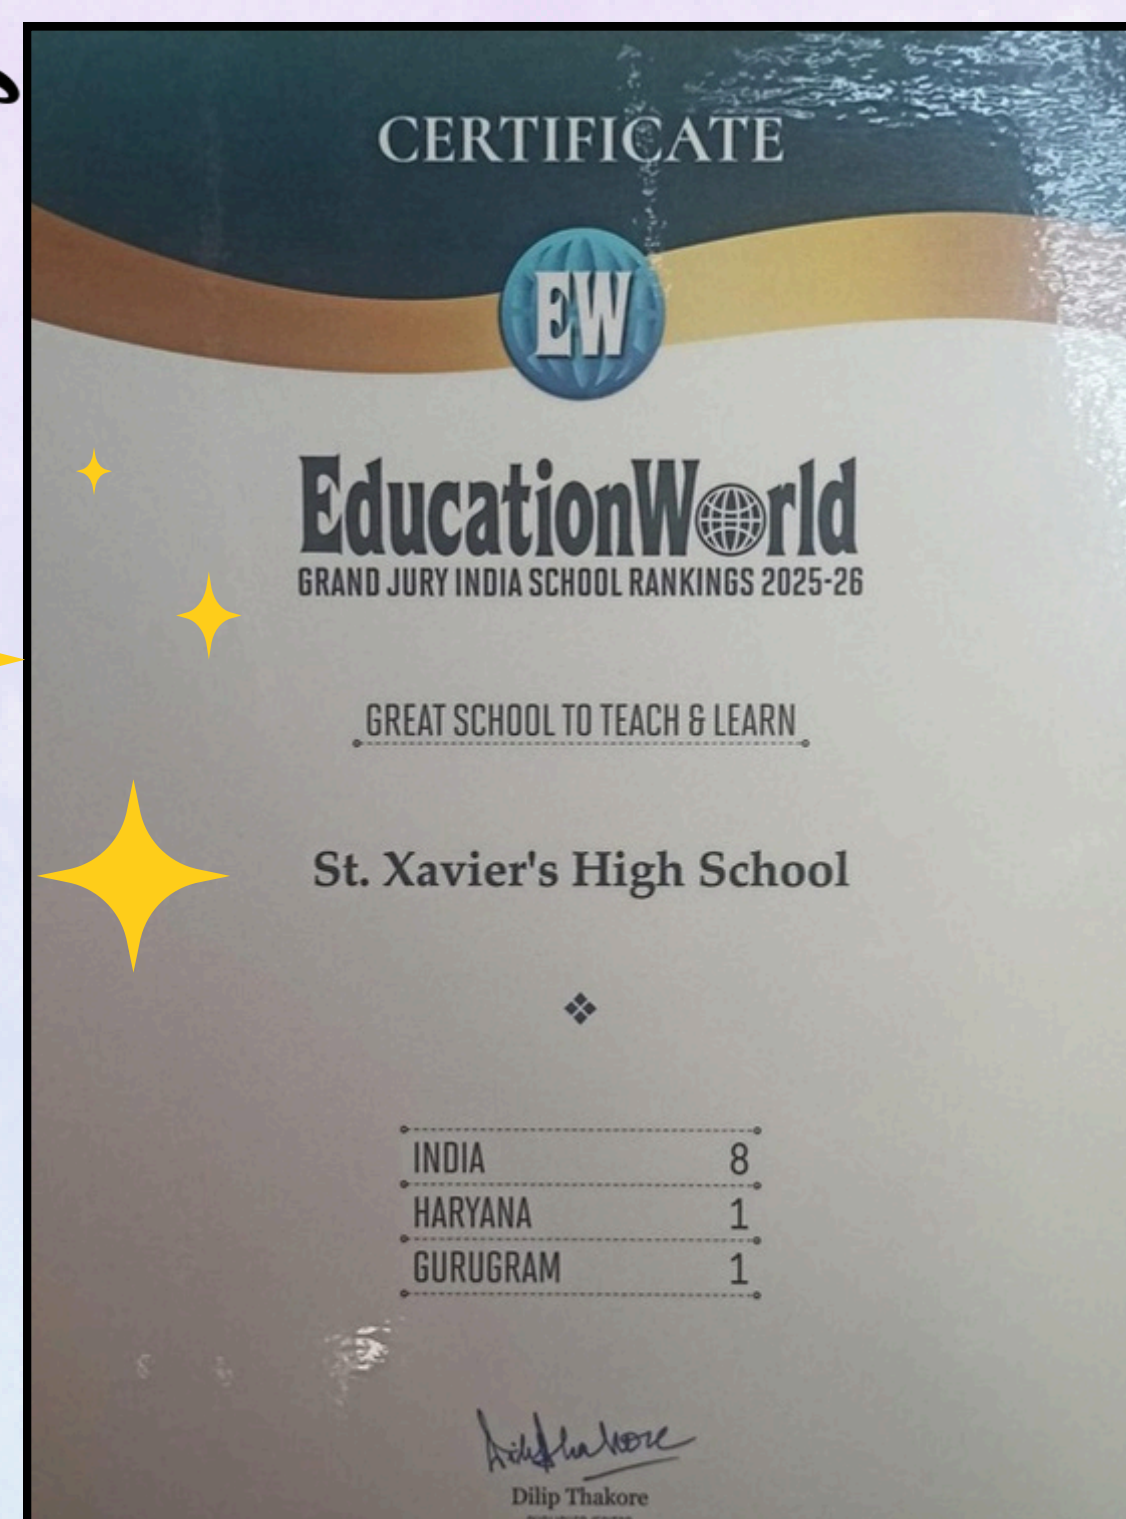 CERTIFICATE
EW
EducationWorld
GRAND JURY INDIA SCHOOL RANKINGS 2025-26
GREAT SCHOOL TO TEACH & LEARN
St. Xavier's High School
INDIA 8
HARYANA 1
GURUGRAM 1
Dilip Thakore